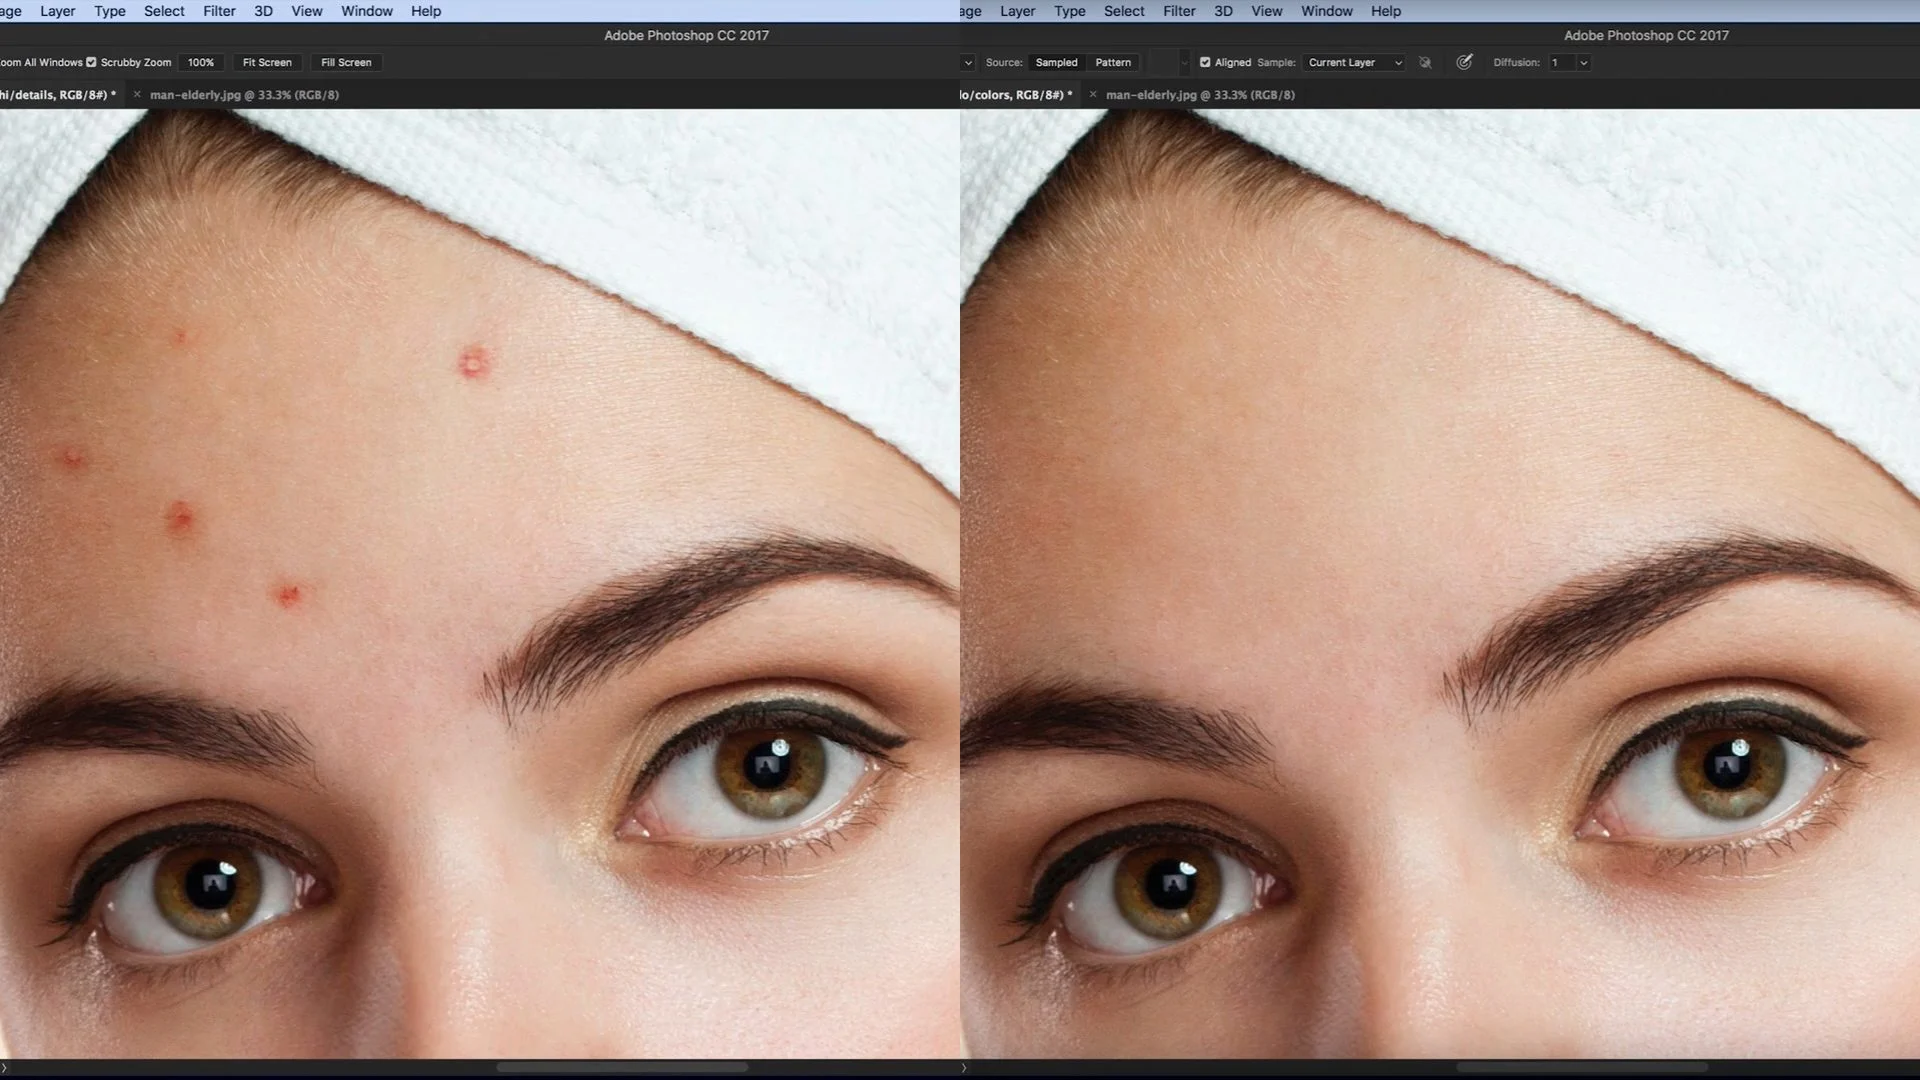 age Layer Type Select Filter 3D View Window Help
Adobe Photoshop CC 2017
oom All Windows Scrubby Zoom 100% Fit Screen Fill Screen
hi/details, RGB/8#) * × man-elderly.jpg @ 33.3% (RGB/8)
age Layer Type Select Filter 3D View Window Help
Adobe Photoshop CC 2017
Source: Sampled Pattern Aligned Sample: Current Layer Diffusion: 1
lo/colors, RGB/8#) * × man-elderly.jpg @ 33.3% (RGB/8)